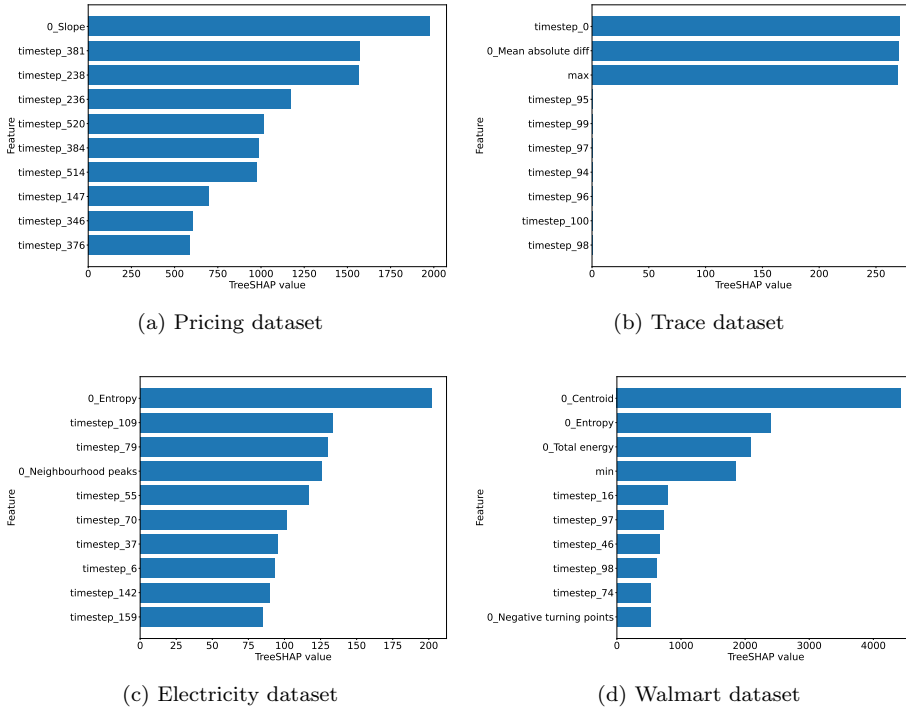 0_Slope
timestep_381
timestep_238
timestep_236
timestep_520
timestep_384
timestep_514
timestep_147
timestep_346
timestep_376
Feature
0 250 500 750 1000 1250 1500 1750 2000
TreeSHAP value
(a) Pricing dataset
timestep_0
0_Mean absolute diff
max
timestep_95
timestep_99
timestep_97
timestep_94
timestep_96
timestep_100
timestep_98
Feature
0 50 100 150 200 250
TreeSHAP value
(b) Trace dataset
0_Entropy
timestep_109
timestep_79
0_Neighbourhood peaks
timestep_55
timestep_70
timestep_37
timestep_6
timestep_142
timestep_159
Feature
0 25 50 75 100 125 150 175 200
TreeSHAP value
(c) Electricity dataset
0_Centroid
0_Entropy
0_Total energy
min
timestep_16
timestep_97
timestep_46
timestep_98
timestep_74
0_Negative turning points
Feature
0 1000 2000 3000 4000
TreeSHAP value
(d) Walmart dataset